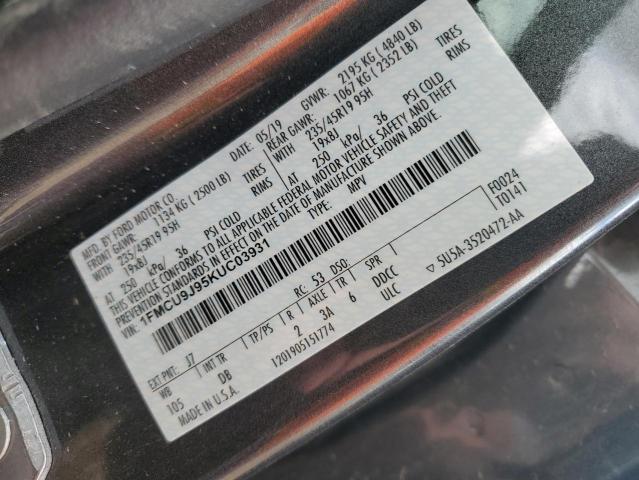 MFD. BY FORD MOTOR CO. DATE: 05/19 GVWR: 2195 KG ( 4840 LB)
FRONT GAWR: 1134 KG ( 2500 LB) REAR GAWR: 1067 KG ( 2352 LB)
WITH 235/45R19 95H TIRES WITH 235/45R19 95H TIRES
19x8J RIMS 19x8J RIMS
AT 250 kPa/ 36 PSI COLD AT 250 kPa/ 36 PSI COLD
THIS VEHICLE CONFORMS TO ALL APPLICABLE FEDERAL MOTOR VEHICLE SAFETY AND THEFT
STANDARDS IN EFFECT ON THE DATE OF MANUFACTURE SHOWN ABOVE.
VIN: 1FMCU9J95KUC03931 TYPE: MPV
F0024
T0141
EXT PNT: J7 RC: 53 DSO:
WB INT TR TP/PS R AXLE TR SPR
105 DB 2 3A 6 DDCC
MADE IN U.S.A. 1201905151774 ULC
5U5A-3520472-AA